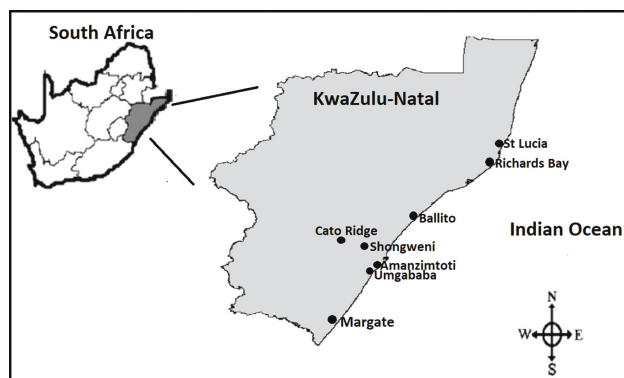 South Africa
KwaZulu-Natal
St Lucia
Richards Bay
Ballito
Indian Ocean
Cato Ridge
Shongweni
Amanzimtoti
Umgababa
Margate
N
W E
S